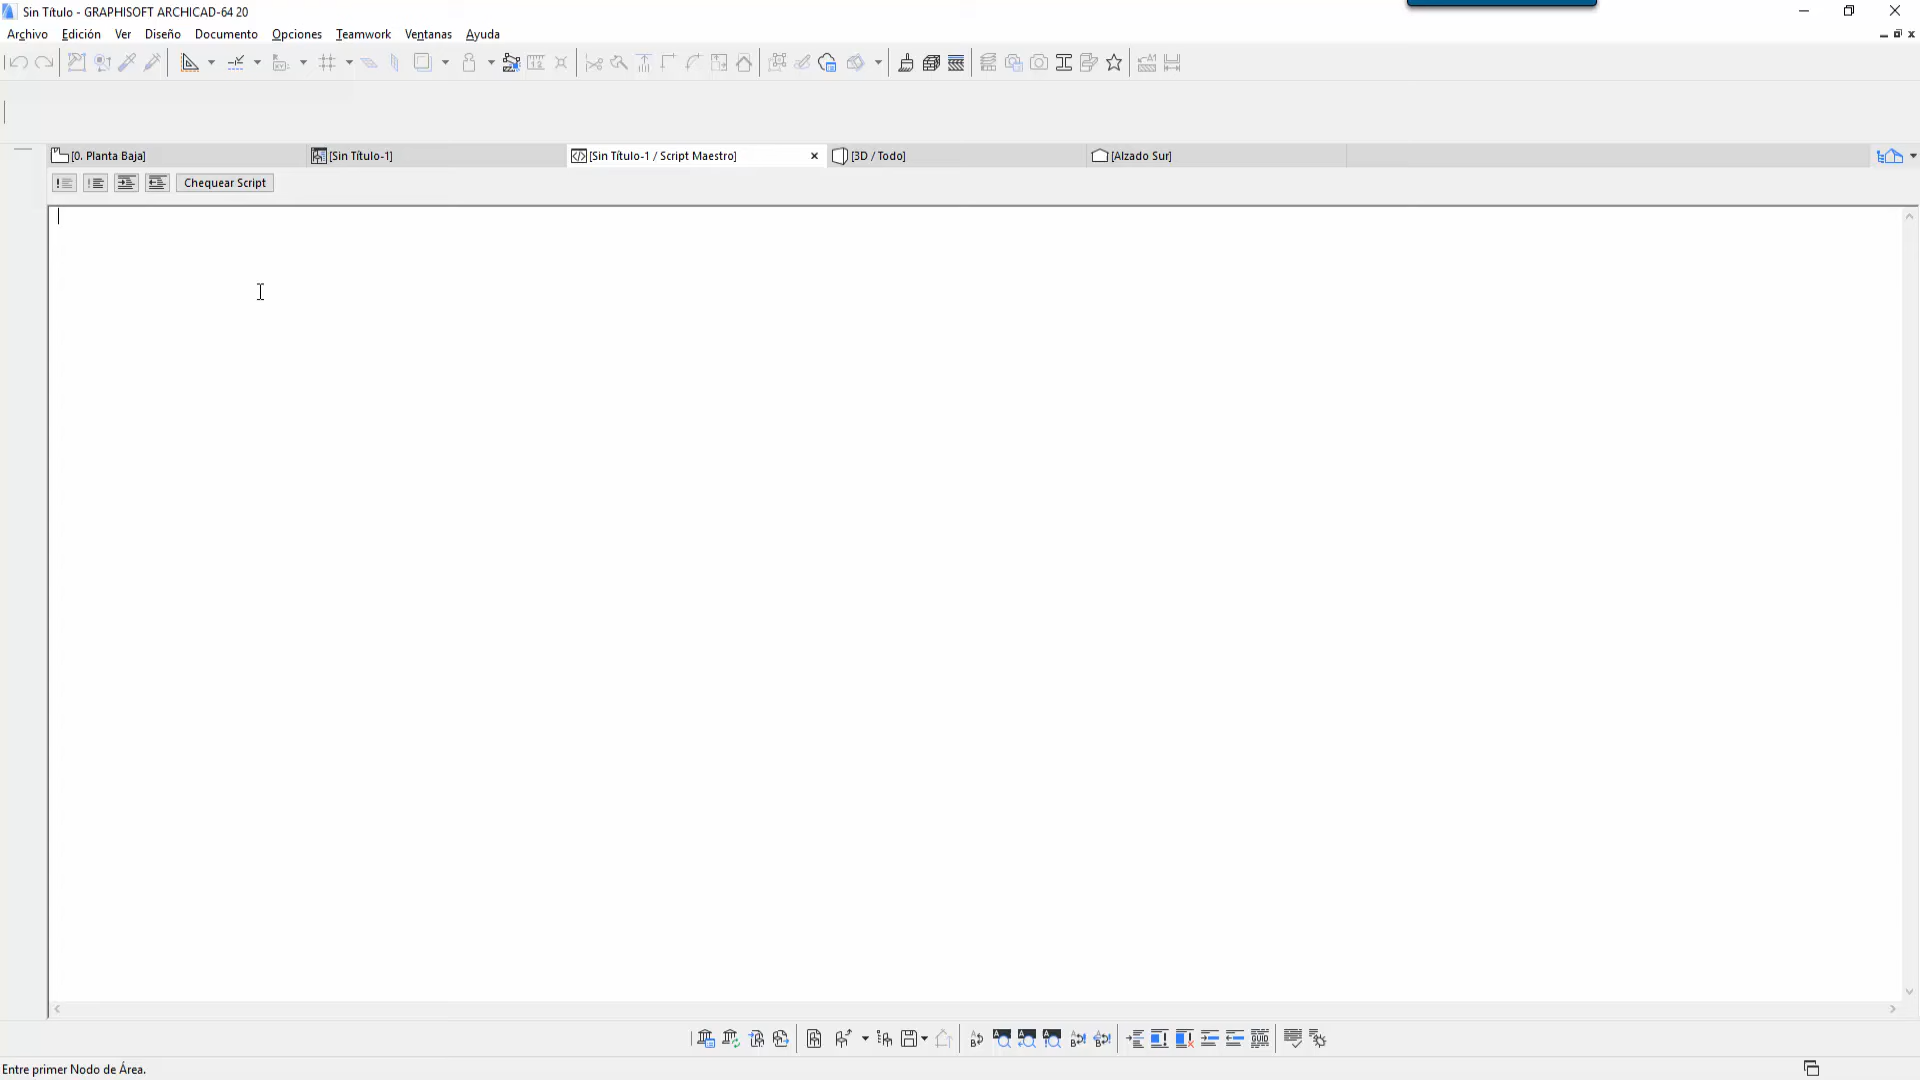 Sin Título - GRAPHISOFT ARCHICAD-64 20
Archivo Edición Ver Diseño Documento Opciones Teamwork Ventanas Ayuda
[0. Planta Baja] [Sin Título-1] [Sin Título-1 / Script Maestro] [3D / Todo] [Alzado Sur]
Chequear Script
GUID
Entre primer Nodo de Área.